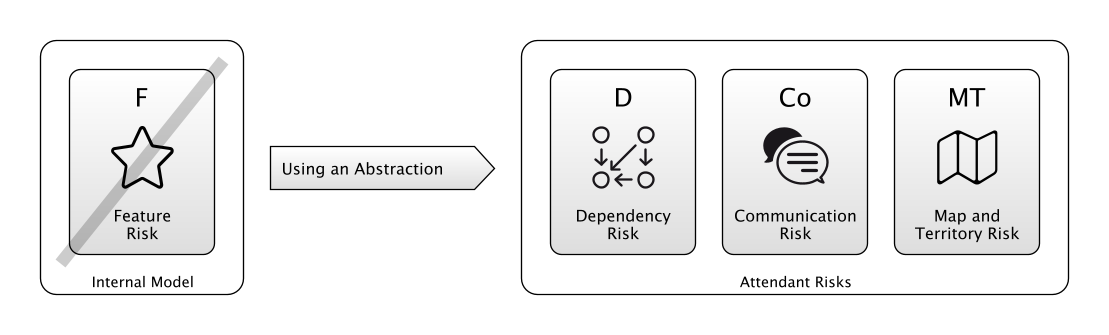 F
Feature
Risk
Internal Model
Using an Abstraction
D
Dependency
Risk
Co
Communication
Risk
MT
Map and
Territory Risk
Attendant Risks